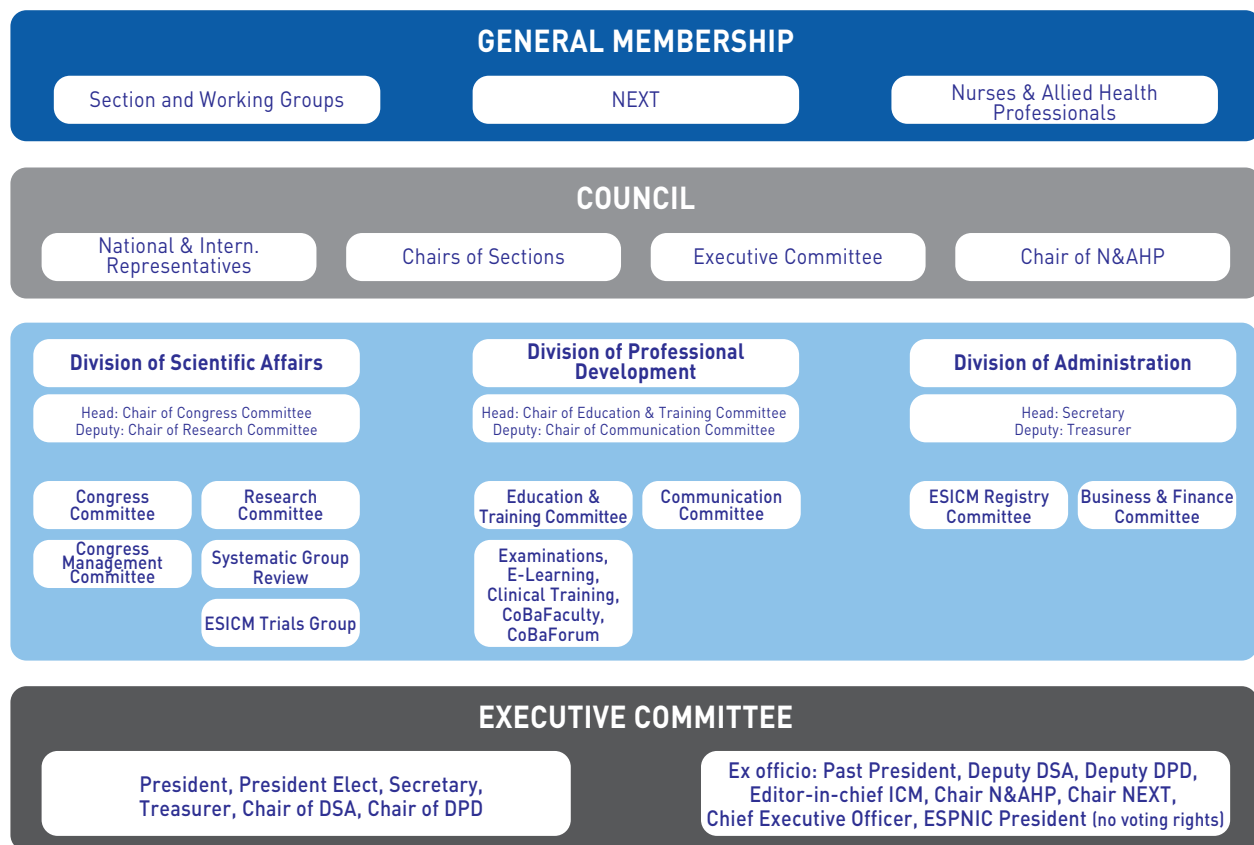 GENERAL MEMBERSHIP
Section and Working Groups
NEXT
Nurses & Allied Health
Professionals
COUNCIL
National & Intern.
Representatives
Chairs of Sections
Executive Committee
Chair of N&AHP
Division of Scientific Affairs
Head: Chair of Congress Committee
Deputy: Chair of Research Committee
Congress
Committee
Research
Committee
Congress
Management
Committee
Systematic Group
Review
ESICM Trials Group
Division of Professional
Development
Head: Chair of Education & Training Committee
Deputy: Chair of Communication Committee
Education &
Training Committee
Communication
Committee
Examinations,
E-Learning,
Clinical Training,
CoBaFaculty,
CoBaForum
Division of Administration
Head: Secretary
Deputy: Treasurer
ESICM Registry
Committee
Business & Finance
Committee
EXECUTIVE COMMITTEE
President, President Elect, Secretary,
Treasurer, Chair of DSA, Chair of DPD
Ex officio: Past President, Deputy DSA, Deputy DPD,
Editor-in-chief ICM, Chair N&AHP, Chair NEXT,
Chief Executive Officer, ESPNIC President (no voting rights)